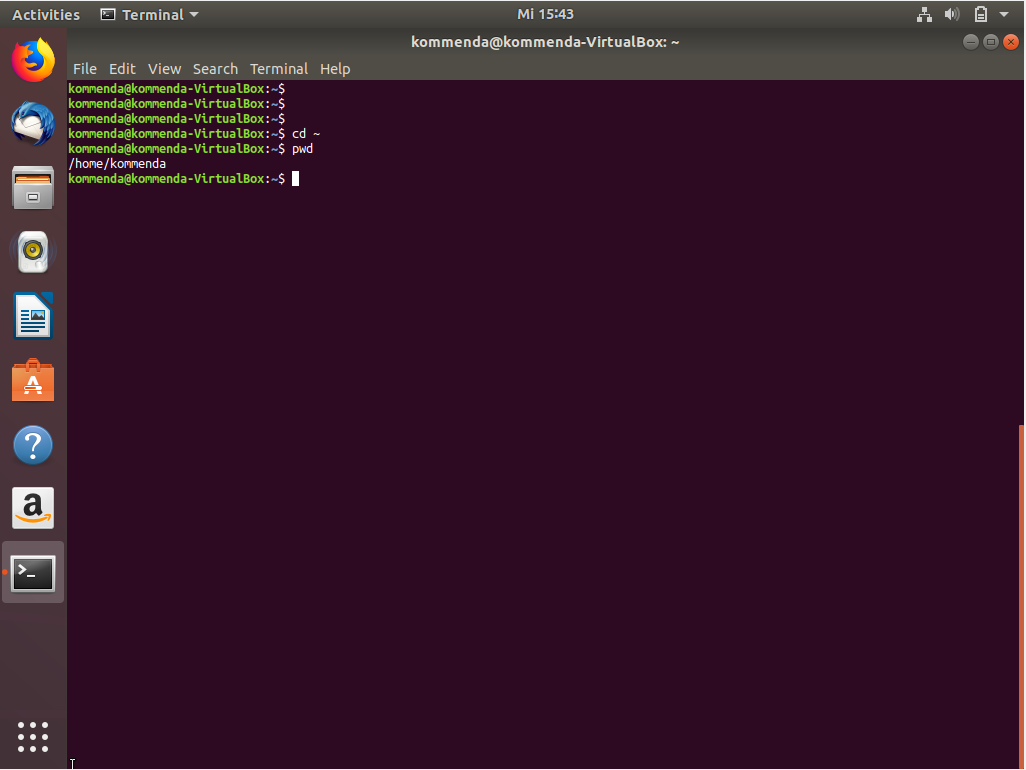 Activities Terminal Mi 15:43
kommenda@kommenda-VirtualBox: ~
File Edit View Search Terminal Help
kommenda@kommenda-VirtualBox:~$
kommenda@kommenda-VirtualBox:~$
kommenda@kommenda-VirtualBox:~$
kommenda@kommenda-VirtualBox:~$ cd ~
kommenda@kommenda-VirtualBox:~$ pwd
/home/kommenda
kommenda@kommenda-VirtualBox:~$
A
?
a
>_